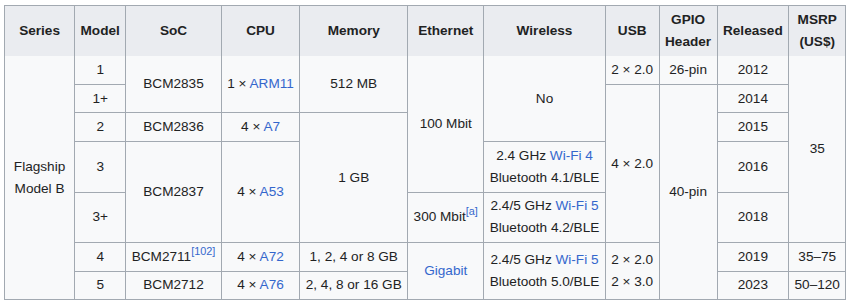 Series Model SoC CPU Memory Ethernet Wireless USB GPIO Header Released MSRP (US$)
Flagship Model B
1 BCM2835 1 × ARM11 512 MB 100 Mbit No 2 × 2.0 26-pin 2012 35
1+ 4 × 2.0 40-pin 2014
2 BCM2836 4 × A7 1 GB 2015
3 BCM2837 4 × A53 2.4 GHz Wi-Fi 4 2016
Bluetooth 4.1/BLE
3+ 300 Mbit[a] 2.4/5 GHz Wi-Fi 5 2018
Bluetooth 4.2/BLE
4 BCM2711[102] 4 × A72 1, 2, 4 or 8 GB Gigabit 2.4/5 GHz Wi-Fi 5 2 × 2.0 2019 35–75
Bluetooth 5.0/BLE 2 × 3.0
5 BCM2712 4 × A76 2, 4, 8 or 16 GB 2023 50–120